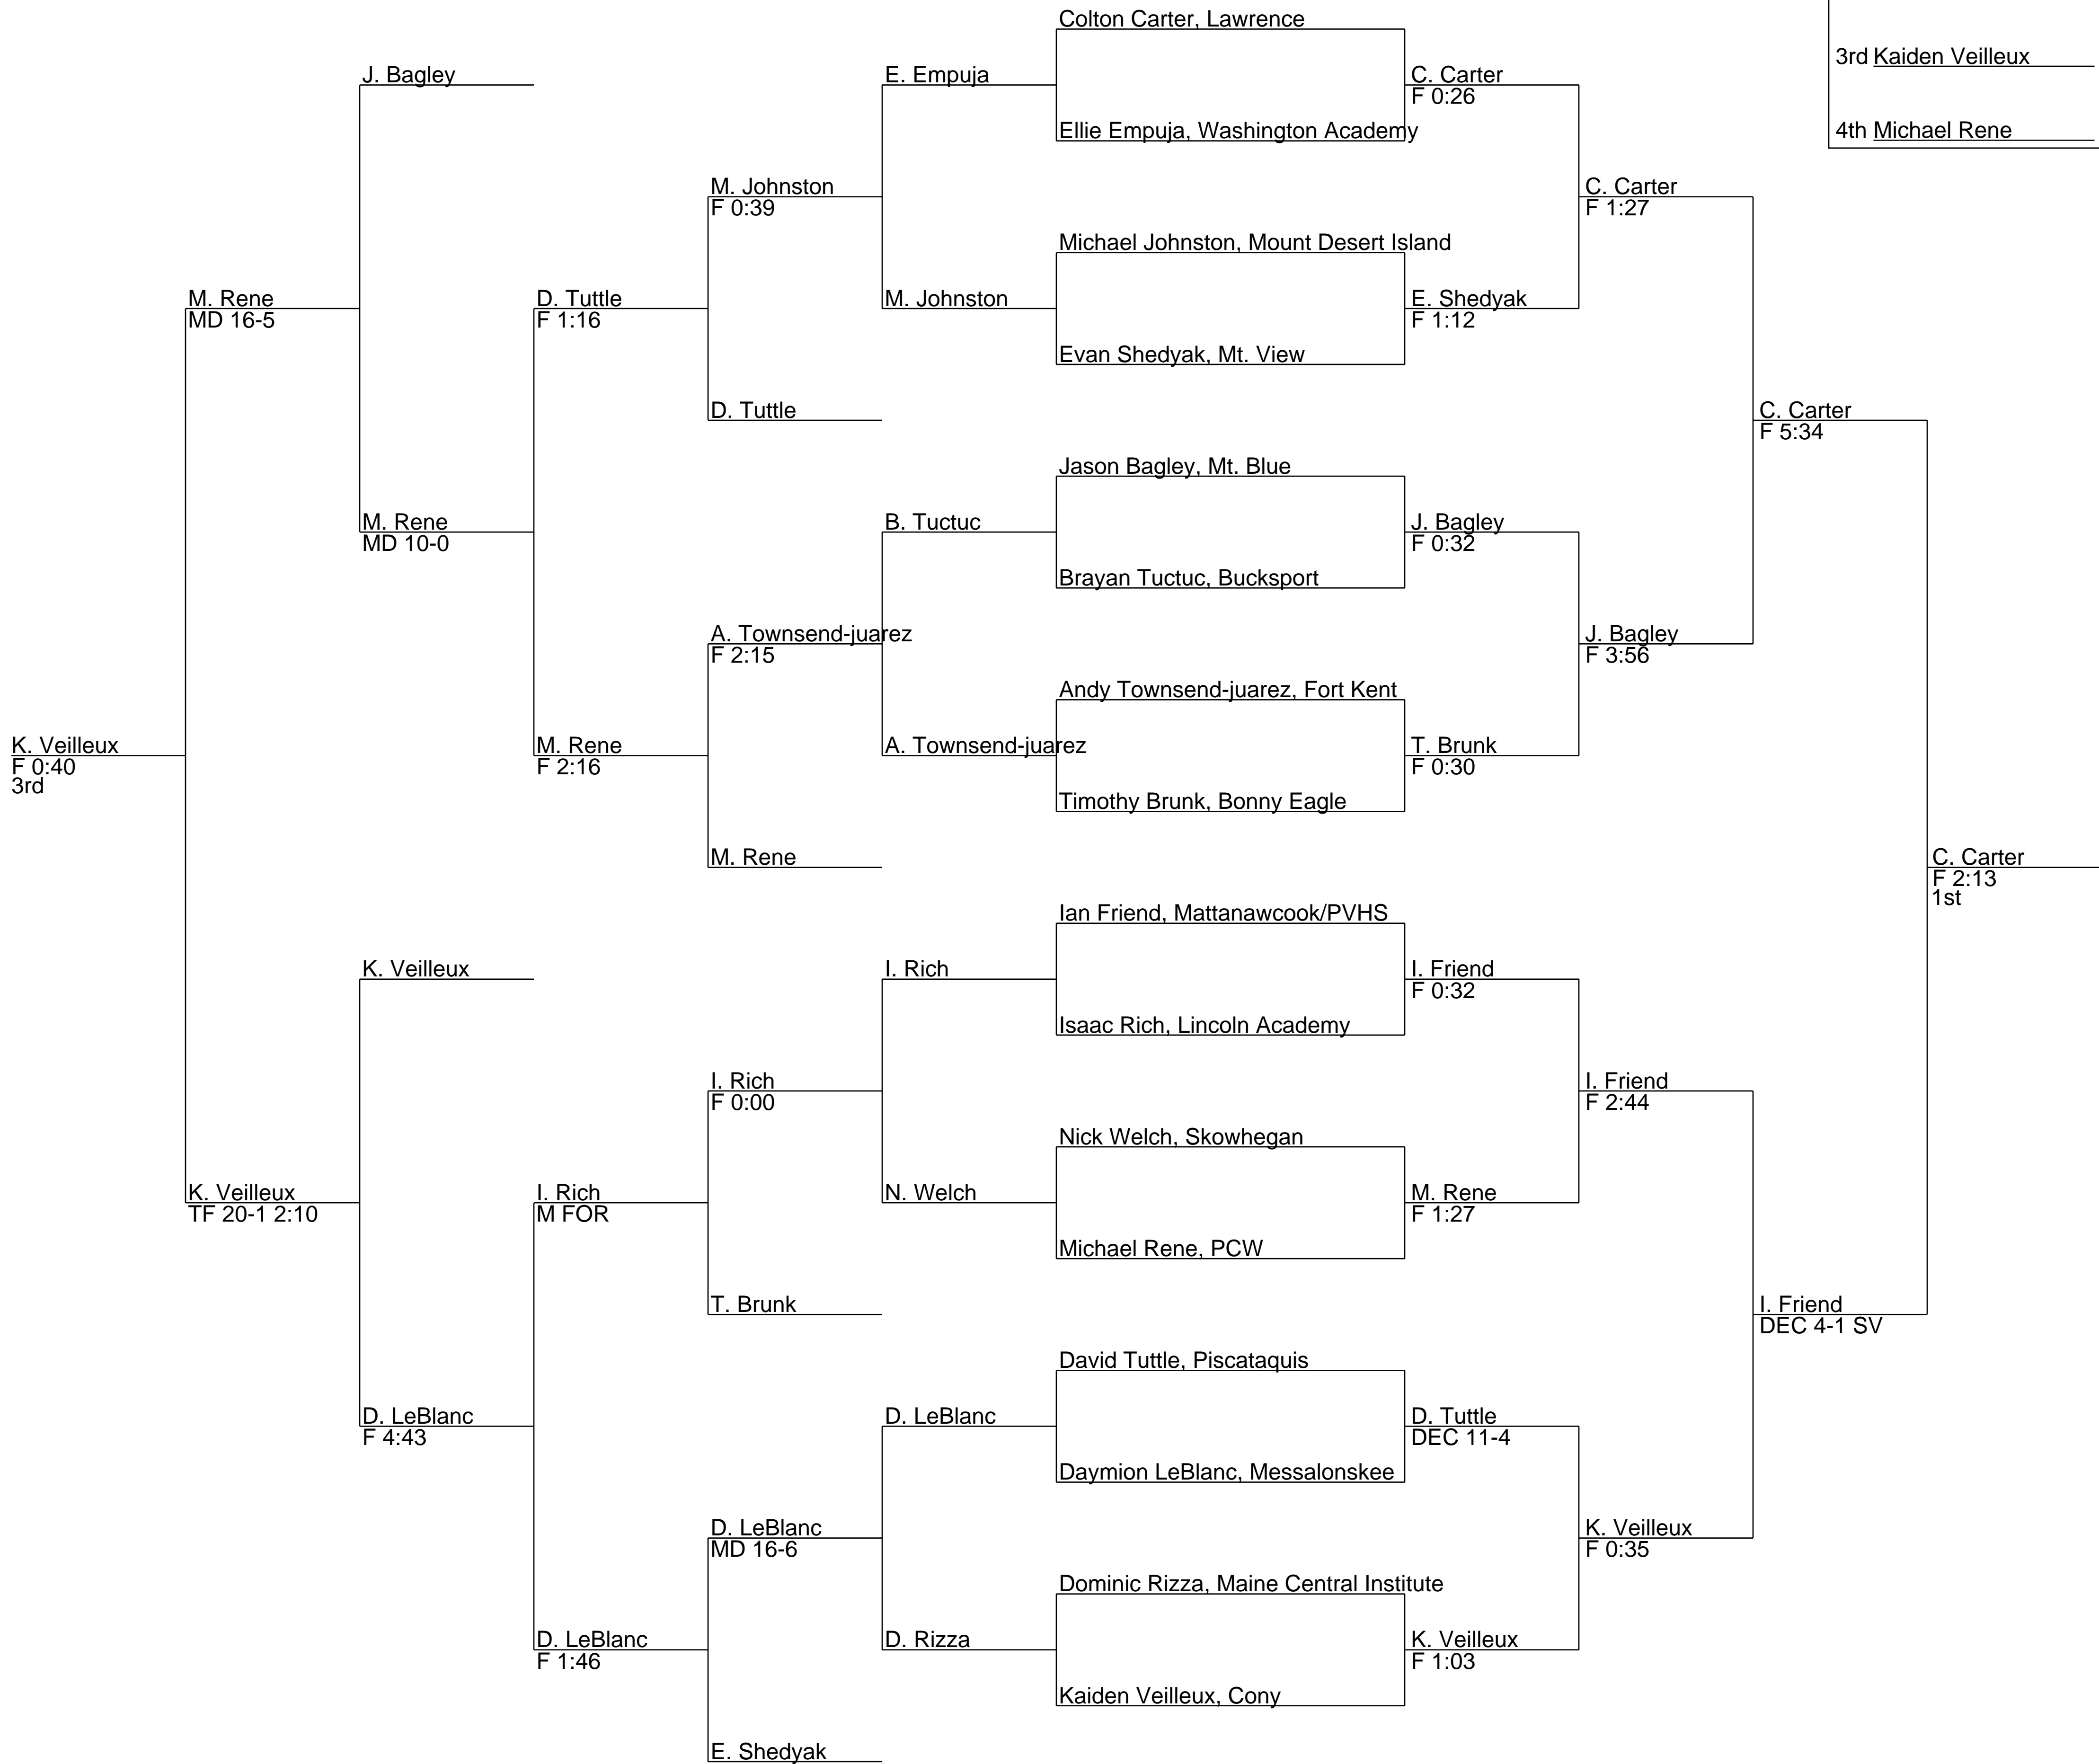 Colton Carter, Lawrence
3rd Kaiden Veilleux
J. Bagley
E. Empuja
C. Carter
F 0:26
Ellie Empuja, Washington Academy
4th Michael Rene
M. Johnston
F 0:39
C. Carter
F 1:27
Michael Johnston, Mount Desert Island
M. Rene
MD 16-5
D. Tuttle
F 1:16
M. Johnston
E. Shedyak
F 1:12
Evan Shedyak, Mt. View
D. Tuttle
C. Carter
F 5:34
Jason Bagley, Mt. Blue
M. Rene
MD 10-0
B. Tuctuc
J. Bagley
F 0:32
Brayan Tuctuc, Bucksport
A. Townsend-juarez
F 2:15
J. Bagley
F 3:56
Andy Townsend-juarez, Fort Kent
K. Veilleux
F 0:40
3rd
M. Rene
F 2:16
A. Townsend-juarez
T. Brunk
F 0:30
Timothy Brunk, Bonny Eagle
M. Rene
C. Carter
F 2:13
1st
Ian Friend, Mattanawcook/PVHS
K. Veilleux
I. Rich
I. Friend
F 0:32
Isaac Rich, Lincoln Academy
I. Rich
F 0:00
I. Friend
F 2:44
Nick Welch, Skowhegan
K. Veilleux
TF 20-1 2:10
I. Rich
M FOR
N. Welch
M. Rene
F 1:27
Michael Rene, PCW
T. Brunk
I. Friend
DEC 4-1 SV
David Tuttle, Piscataquis
D. LeBlanc
F 4:43
D. LeBlanc
D. Tuttle
DEC 11-4
Daymion LeBlanc, Messalonskee
D. LeBlanc
MD 16-6
K. Veilleux
F 0:35
Dominic Rizza, Maine Central Institute
D. LeBlanc
F 1:46
D. Rizza
K. Veilleux
F 1:03
Kaiden Veilleux, Cony
E. Shedyak